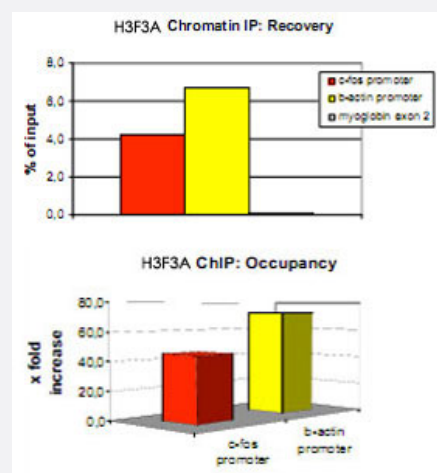 H3F3A Chromatin IP: Recovery
8,0
6,0
4,0
2,0
0,0
% of input
c-fos promoter
b-actin promoter
myoglobin exon 2
H3F3A ChIP: Occupancy
80,0
60,0
40,0
20,0
0,0
x fold
increase
c-fos
promoter
b-actin
promoter